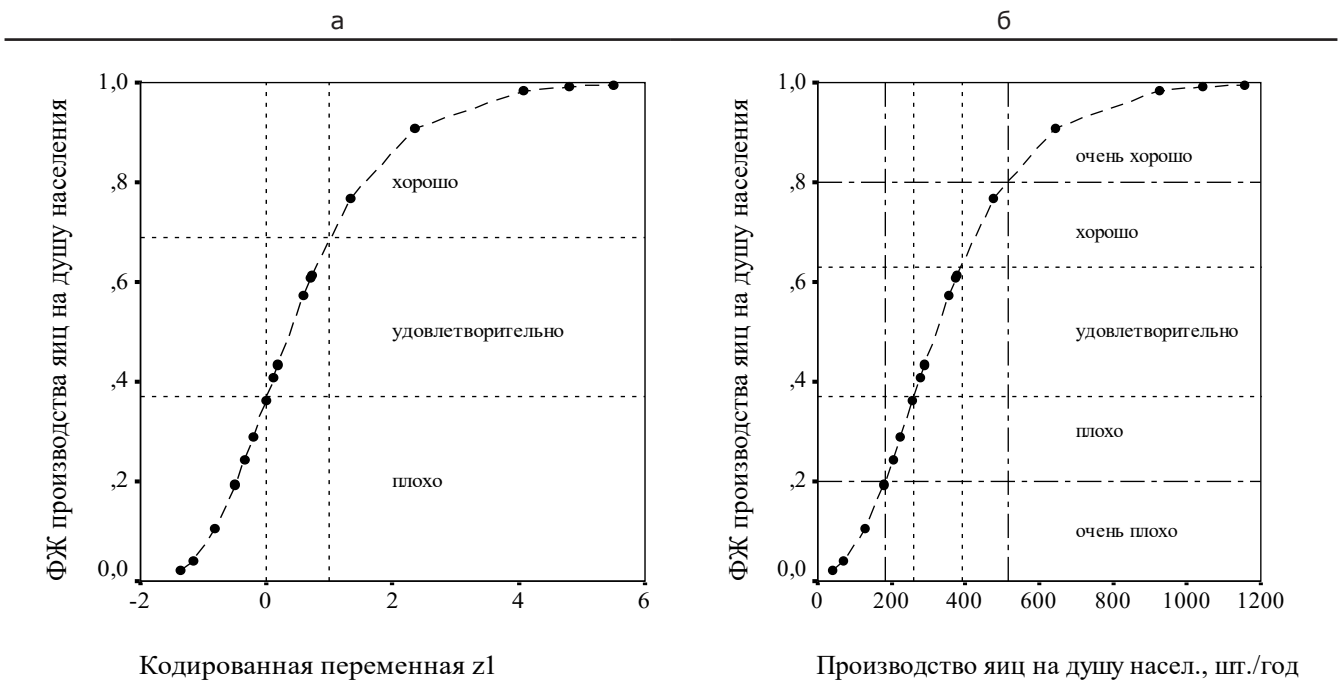 а
ФЖ производства яиц на душу населения
1,0
,8
,6
,4
,2
0,0
хорошо
удовлетворительно
плохо
-2
0
2
4
6
Кодированная переменная z1
б
ФЖ производства яиц на душу населения
1,0
,8
,6
,4
,2
0,0
очень хорошо
хорошо
удовлетворительно
плохо
очень плохо
0
200
400
600
800
1000
1200
Производство яиц на душу насел., шт./год